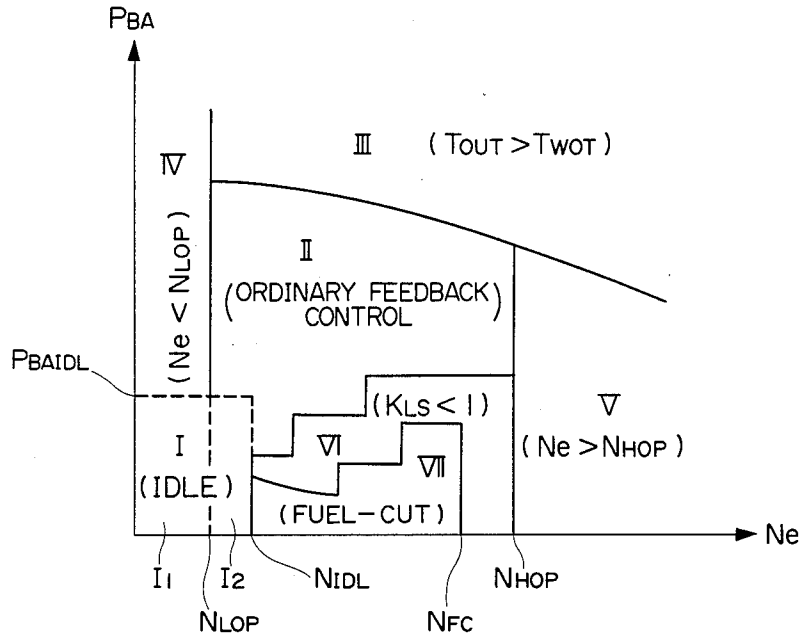 PBA
III (TOUT>TWOT)
IV
(Ne < NLOP)
II
(ORDINARY FEEDBACK
CONTROL)
PBAIDL
(KLS < 1)
V
(Ne>NHOP)
I
(IDLE)
VI
VII
(FUEL-CUT)
Ne
I1
I2
NIDL
NHOP
NLOP
NFC